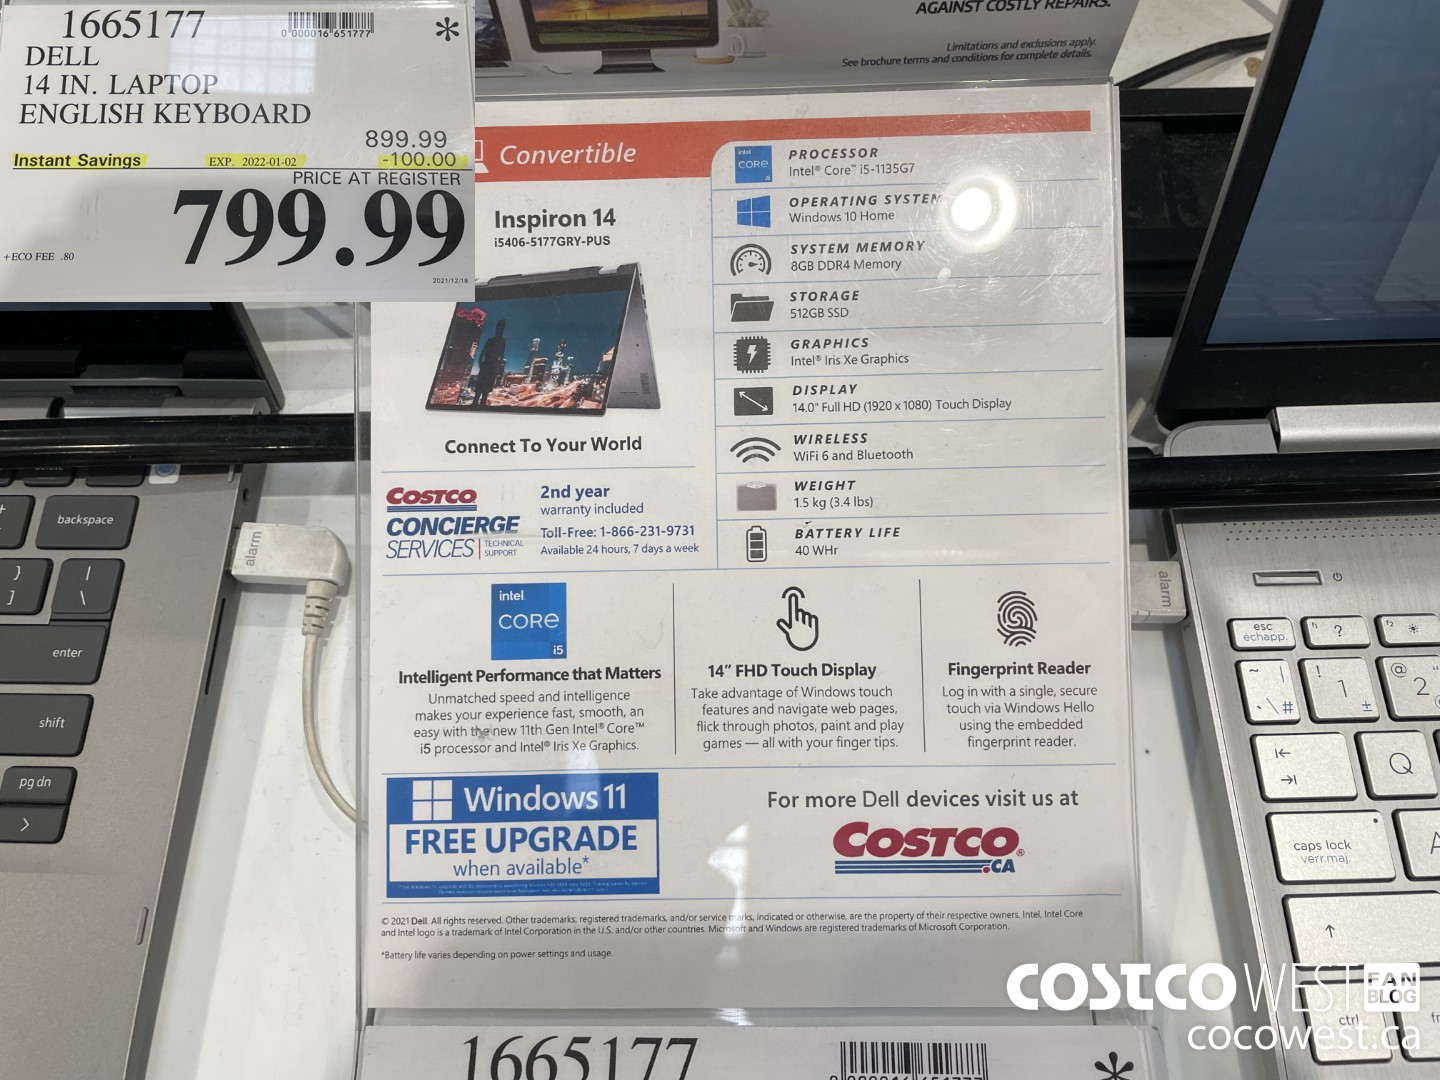 1665177
0 000016 651777
*
DELL
14 IN. LAPTOP
ENGLISH KEYBOARD
899.99
Instant Savings EXP. 2022-01-02 -100.00
PRICE AT REGISTER
799.99
+ECO FEE .80
2021/12/18
AGAINST COSTLY REPAIRS.
Limitations and exclusions apply.
See brochure terms and conditions for complete details.
Convertible
Inspiron 14
i5406-5177GRY-PUS
Connect To Your World
intel
CORE
i5
PROCESSOR
Intel® Core™ i5-1135G7
OPERATING SYSTEM
Windows 10 Home
SYSTEM MEMORY
8GB DDR4 Memory
STORAGE
512GB SSD
GRAPHICS
Intel® Iris Xe Graphics
DISPLAY
14.0" Full HD (1920 x 1080) Touch Display
WIRELESS
WiFi 6 and Bluetooth
WEIGHT
1.5 kg (3.4 lbs)
BATTERY LIFE
40 WHr
COSTCO
CONCIERGE
SERVICES TECHNICAL SUPPORT
2nd year
warranty included
Toll-Free: 1-866-231-9731
Available 24 hours, 7 days a week
intel
CORE
i5
Intelligent Performance that Matters
Unmatched speed and intelligence
makes your experience fast, smooth, an
easy with the new 11th Gen Intel® Core™
i5 processor and Intel® Iris Xe Graphics.
14" FHD Touch Display
Take advantage of Windows touch
features and navigate web pages,
flick through photos, paint and play
games — all with your finger tips.
Fingerprint Reader
Log in with a single, secure
touch via Windows Hello
using the embedded
fingerprint reader.
Windows 11
FREE UPGRADE
when available*
For more Dell devices visit us at
COSTCO®
.CA
© 2021 Dell. All rights reserved. Other trademarks, registered trademarks, and/or service marks, indicated or otherwise, are the property of their respective owners. Intel. Intel Core
and Intel logo is a trademark of Intel Corporation in the U.S. and/or other countries. Microsoft and Windows are registered trademarks of Microsoft Corporation.
*Battery life varies depending on power settings and usage.
1665177
*
backspace
}
]
|
\
enter
shift
pg dn
>
alarm
alarm
esc
échapp.
?
~
\ #
!
1
±
@
2
Q
caps lock
verr.maj.
A
↑
ctrl
COSTCO WEST FAN BLOG
cocowest.ca